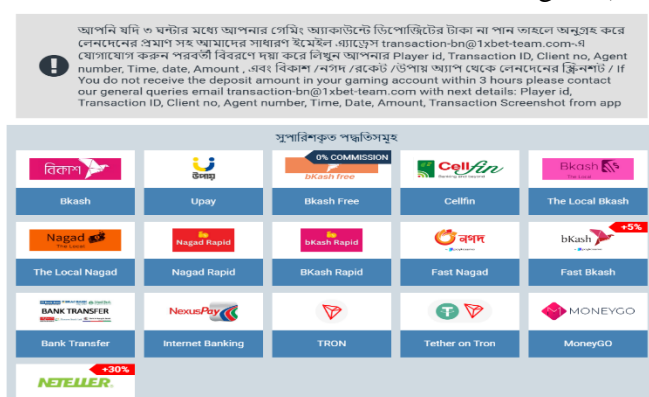 আপনি যদি ৩ ঘন্টার মধ্যে আপনার গেমিং অ্যাকাউন্টে ডিপোর্জিটের টাকা না পান তাহলে অনুগ্রহ করে
লেনদেনের প্রমাণ সহ আমাদের সাধারণ ইমেইল এ্যাড্রেস transaction-bn@1xbet-team.com-এ
যোগাযোগ করুন পরবর্তী বিবরণে দয়া করে লিখুন আপনার Player id, Transaction ID, Client no, Agent
number, Time, date, Amount , এবং বিকাশ /নগদ /রকেট /উপায় অ্যাপ থেকে লেনদেনের স্ক্রিনশট / If
You do not receive the deposit amount in your gaming account within 3 hours please contact
our general queries email transaction-bn@1xbet-team.com with next details: Player id,
Transaction ID, Client no, Agent number, Time, Date, Amount, Transaction Screenshot from app
সুপারিশকৃত পদ্ধতিসমূহ
বিকাশ
উপায়
0% COMMISSION
bKash free
Cellfin
Bkash
The Local
Bkash
Upay
Bkash Free
Cellfin
The Local Bkash
Nagad
The Local
Nagad Rapid
bKash Rapid
নগদ
+5%
bKash
The Local Nagad
Nagad Rapid
BKash Rapid
Fast Nagad
Fast Bkash
BANK TRANSFER
NexusPay
MONEYGO
Bank Transfer
Internet Banking
TRON
Tether on Tron
MoneyGO
+30%
NETELLER